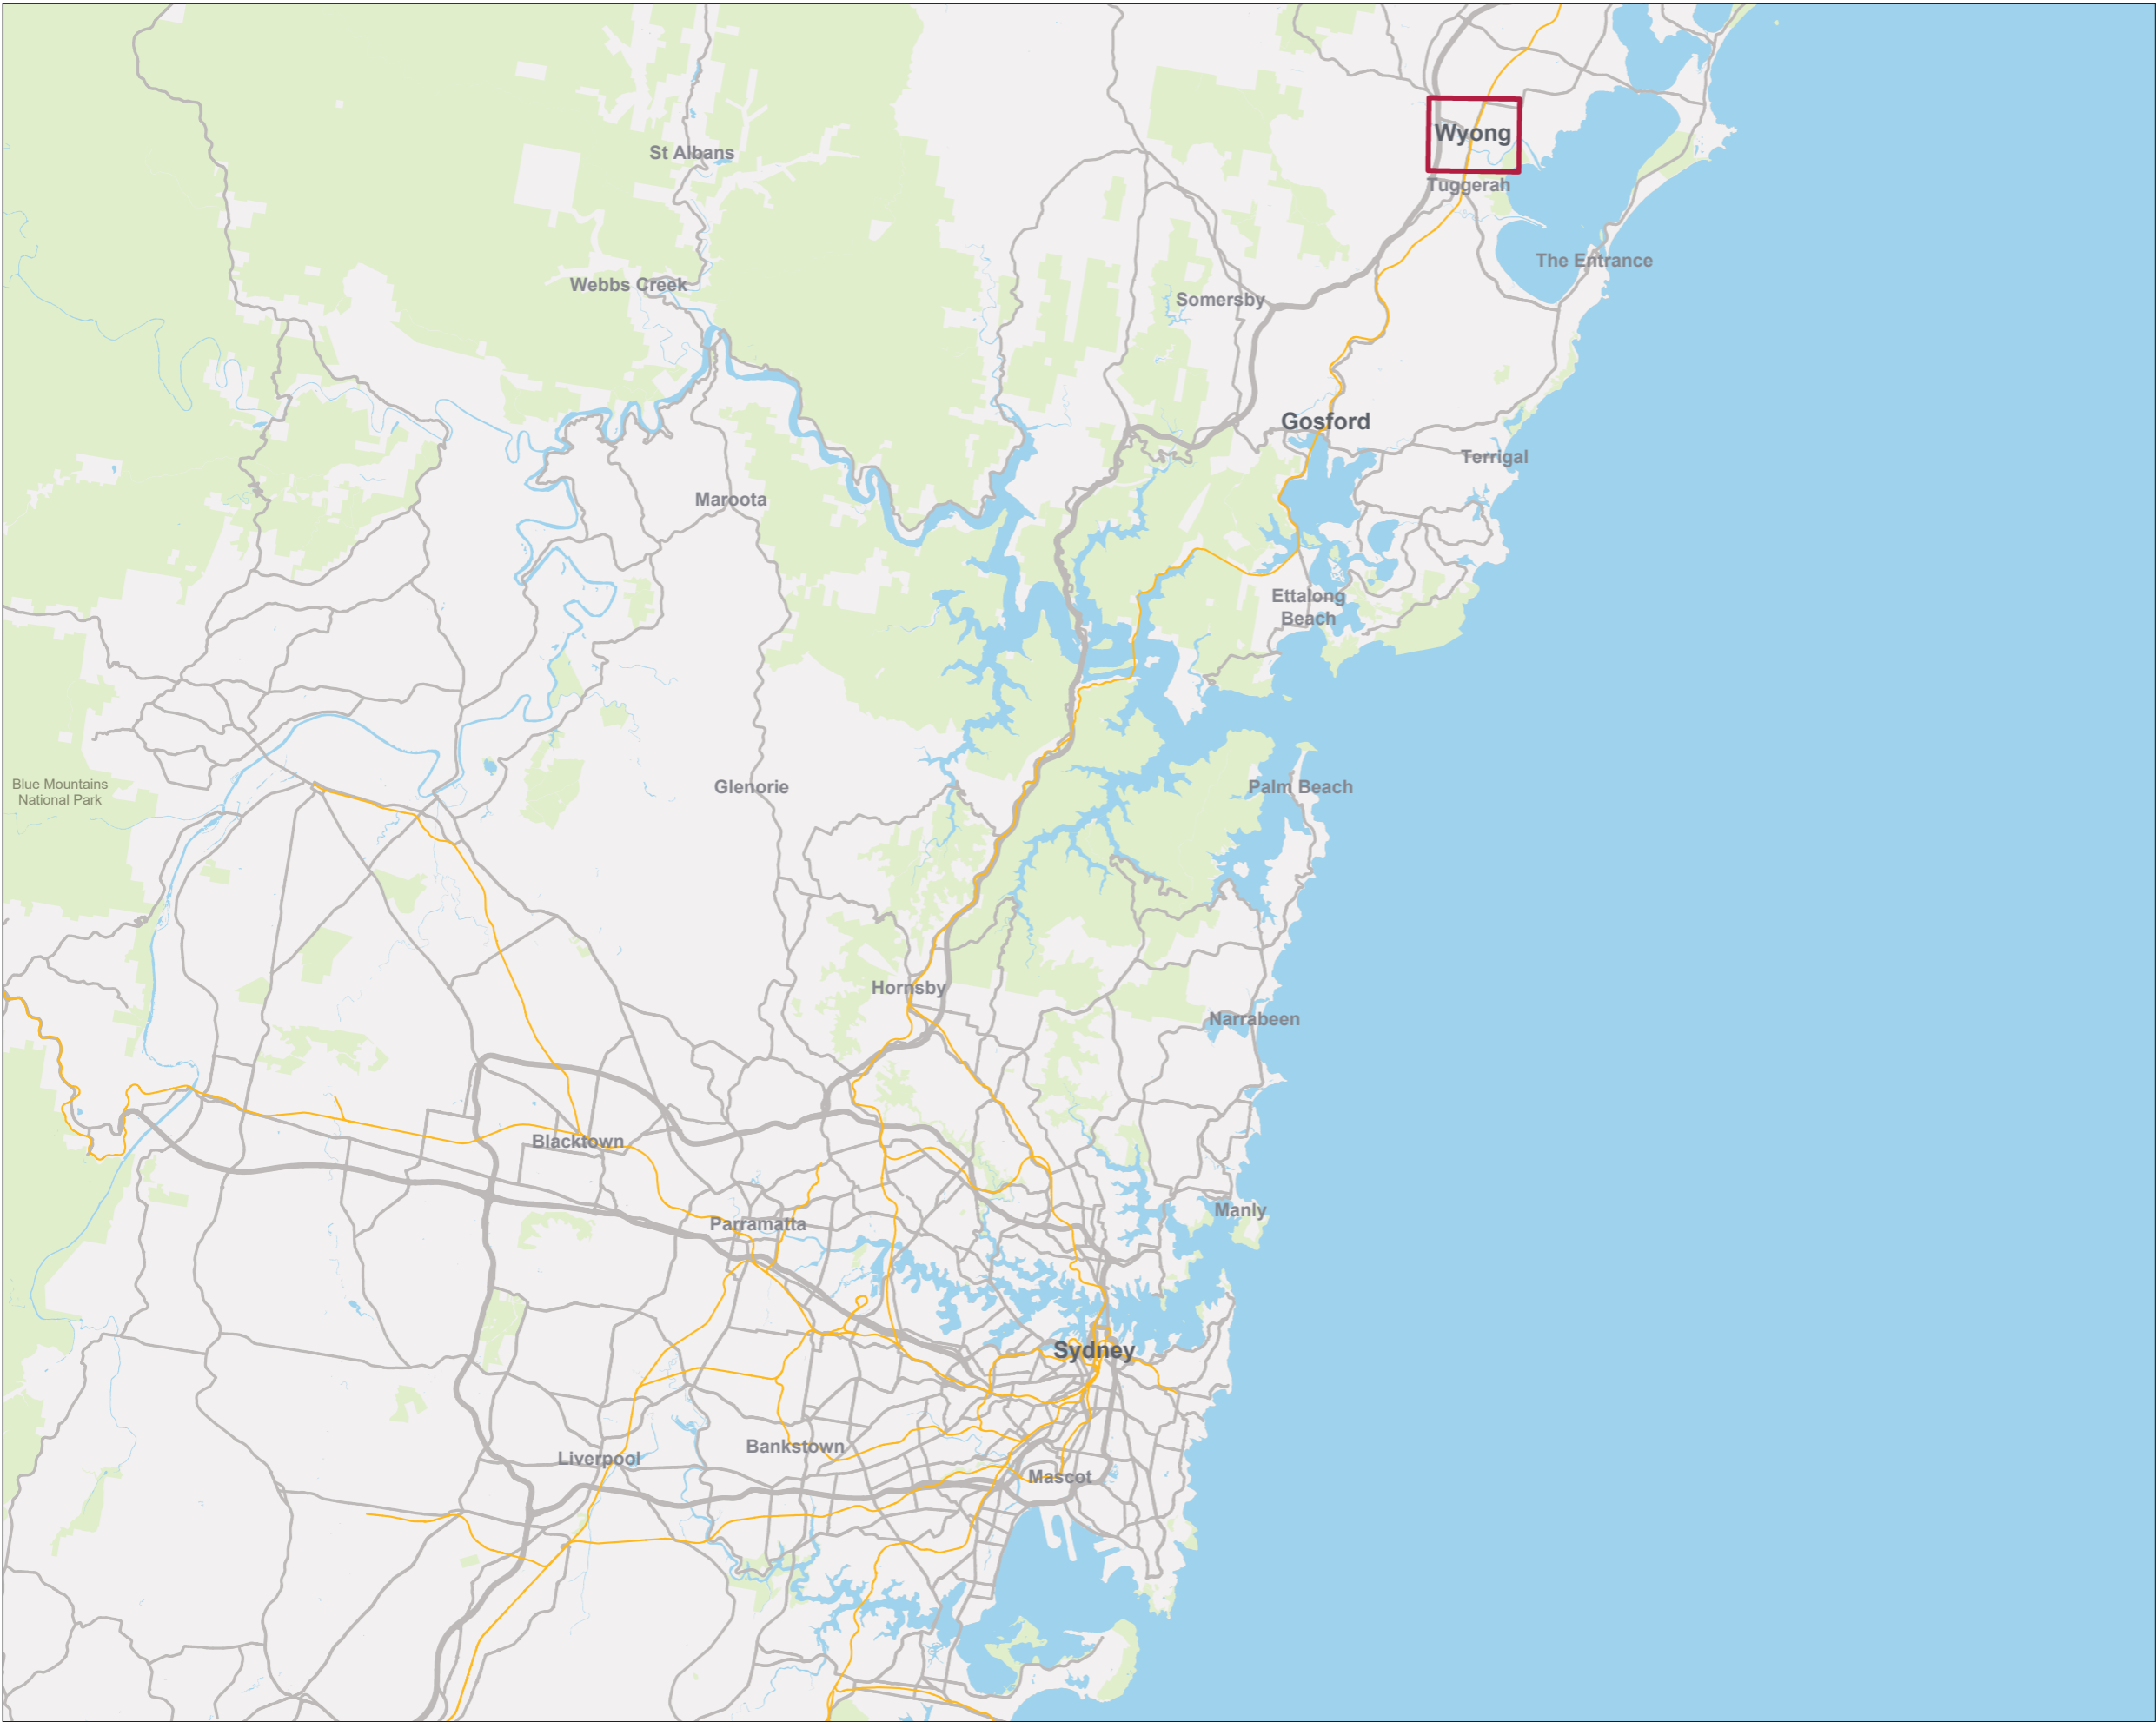 Wyong
St Albans
Tuggerah
The Entrance
Webbs Creek
Somersby
Gosford
Terrigal
Maroota
Ettalong
Beach
Blue Mountains
National Park
Glenorie
Palm Beach
Hornsby
Narrabeen
Blacktown
Manly
Parramatta
Sydney
Bankstown
Liverpool
Mascot